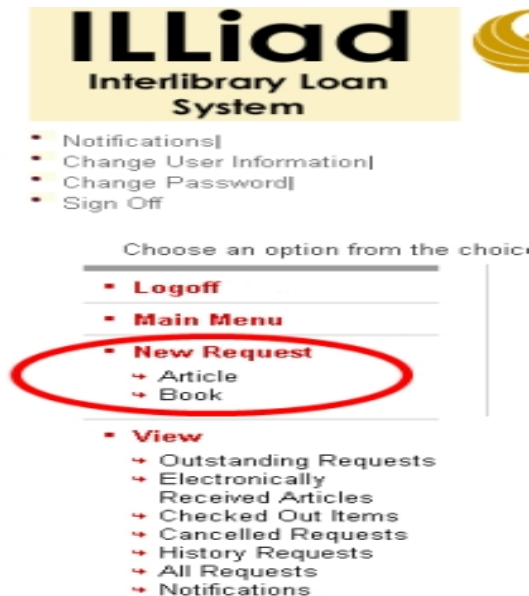 ILLiad
Interlibrary Loan
System
Notifications|
Change User Information|
Change Password|
Sign Off
Choose an option from the choic
Logoff
Main Menu
New Request
Article
Book
View
Outstanding Requests
Electronically
Received Articles
Checked Out Items
Cancelled Requests
History Requests
All Requests
Notifications